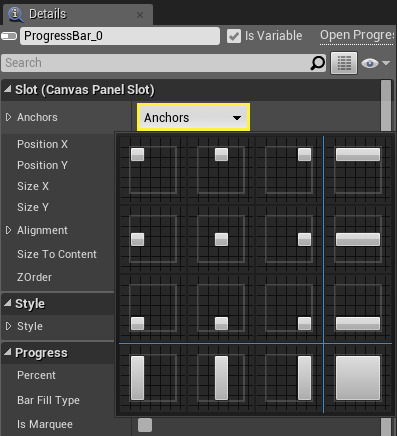 Details
ProgressBar_0 Is Variable Open Progre
Search
Slot (Canvas Panel Slot)
Anchors Anchors
Position X
Position Y
Size X
Size Y
Alignment
Size To Content
ZOrder
Style
Style
Progress
Percent
Bar Fill Type
Is Marquee